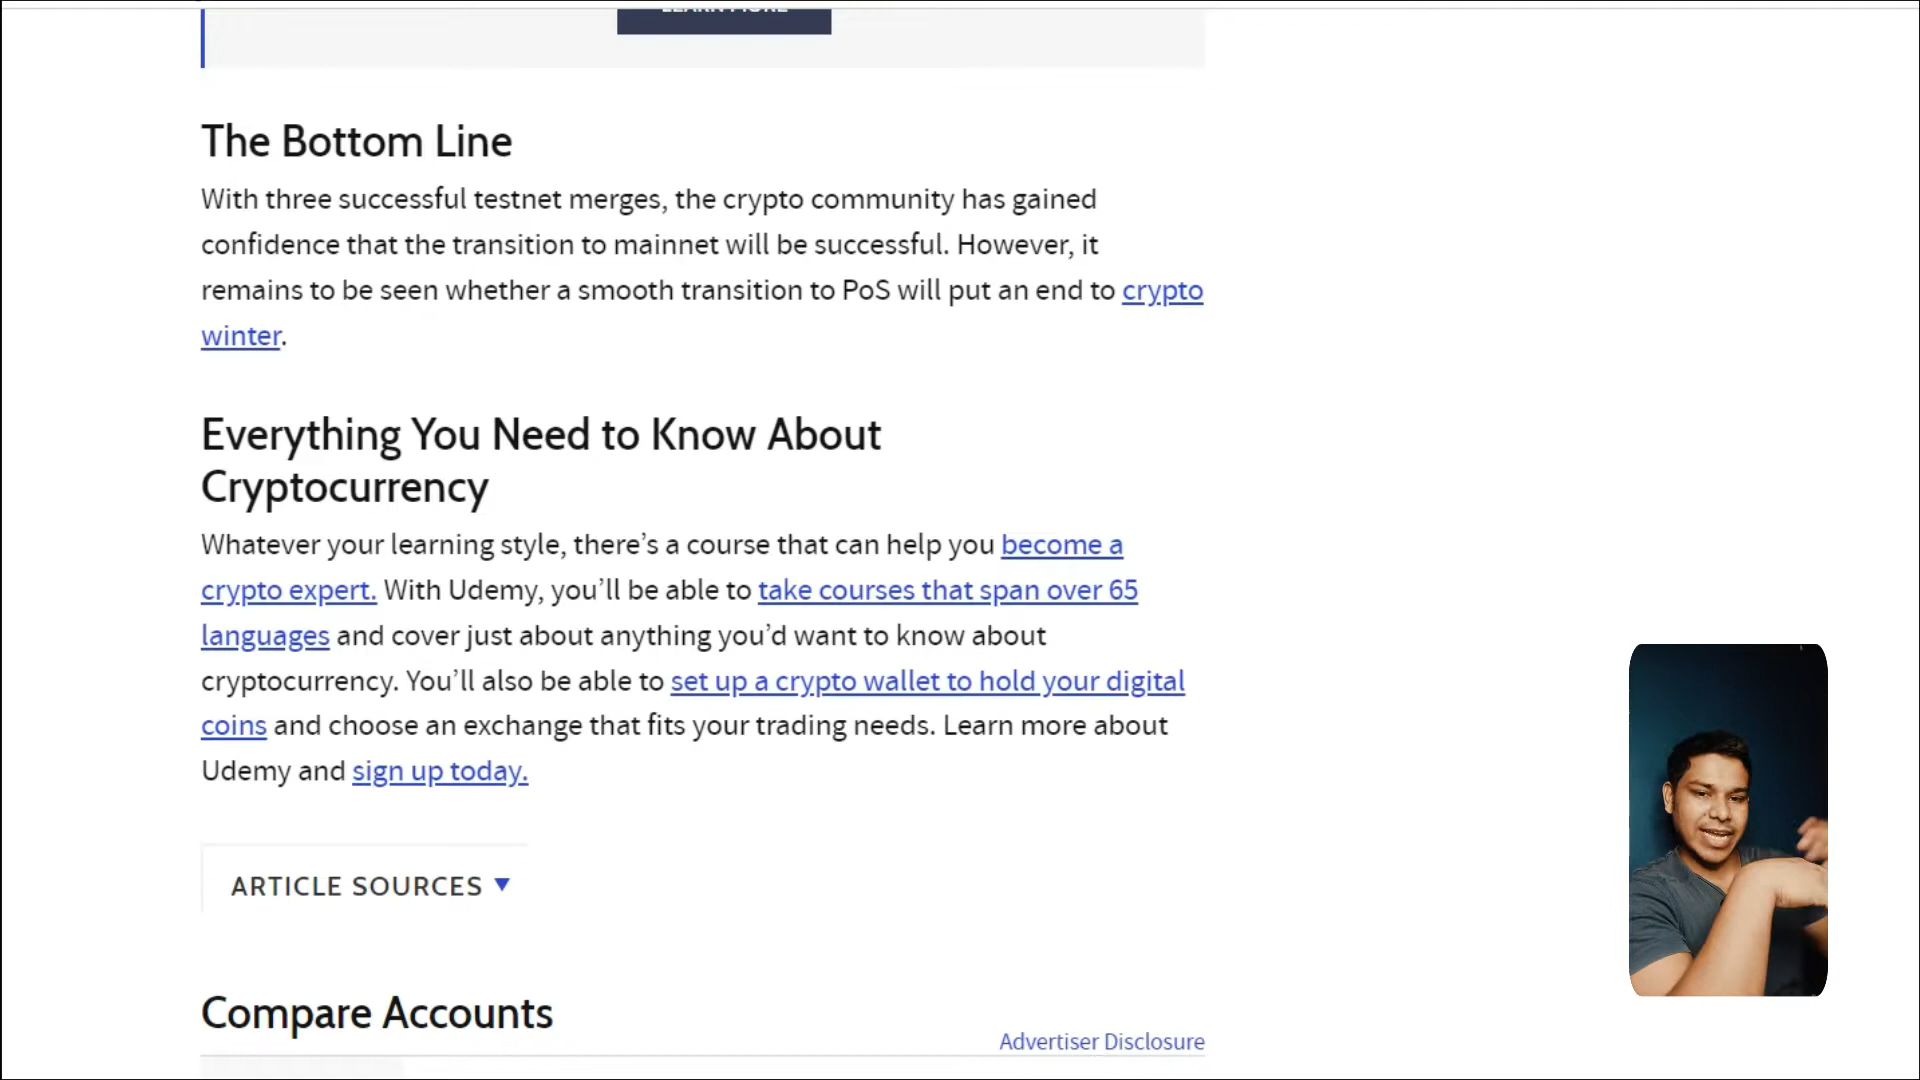 LEARN MORE
The Bottom Line
With three successful testnet merges, the crypto community has gained
confidence that the transition to mainnet will be successful. However, it
remains to be seen whether a smooth transition to PoS will put an end to crypto
winter.
Everything You Need to Know About
Cryptocurrency
Whatever your learning style, there’s a course that can help you become a
crypto expert. With Udemy, you’ll be able to take courses that span over 65
languages and cover just about anything you’d want to know about
cryptocurrency. You’ll also be able to set up a crypto wallet to hold your digital
coins and choose an exchange that fits your trading needs. Learn more about
Udemy and sign up today.
ARTICLE SOURCES
Compare Accounts
Advertiser Disclosure